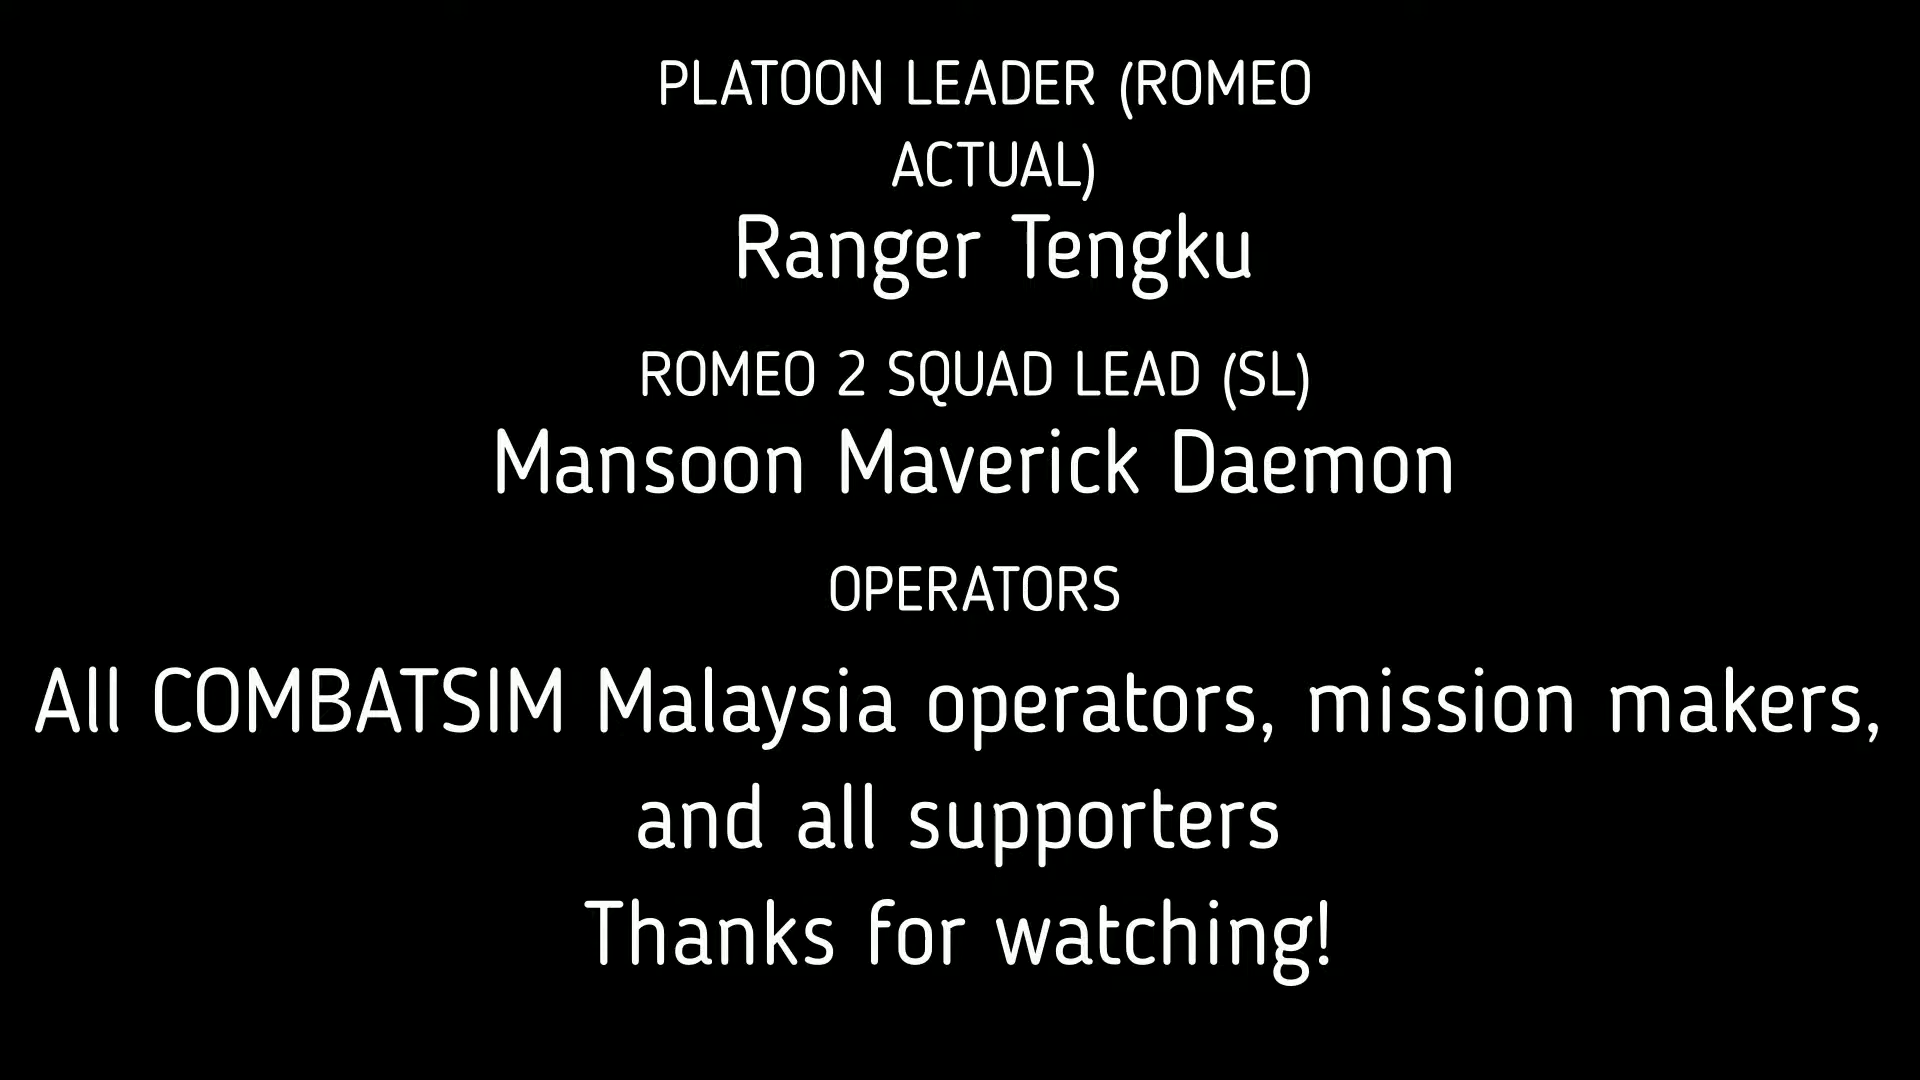 PLATOON LEADER (ROMEO
ACTUAL)
Ranger Tengku
ROMEO 2 SQUAD LEAD (SL)
Mansoon Maverick Daemon
OPERATORS
All COMBATSIM Malaysia operators, mission makers,
and all supporters
Thanks for watching!